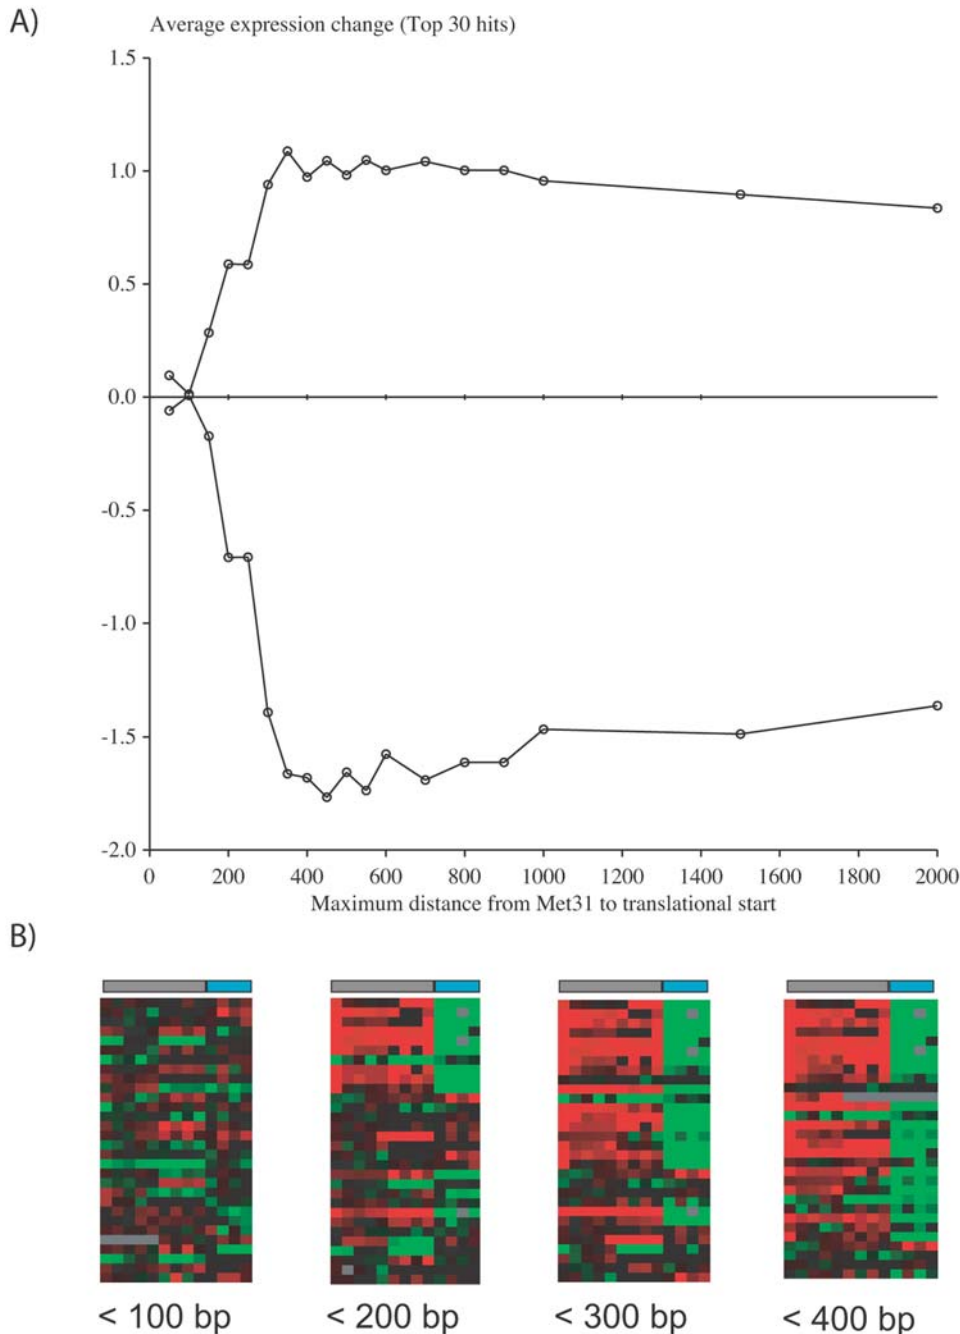 A)
Average expression change (Top 30 hits)
1.5
1.0
0.5
0.0
-0.5
-1.0
-1.5
-2.0
0 200 400 600 800 1000 1200 1400 1600 1800 2000
Maximum distance from Met31 to translational start
B)
< 100 bp < 200 bp < 300 bp < 400 bp